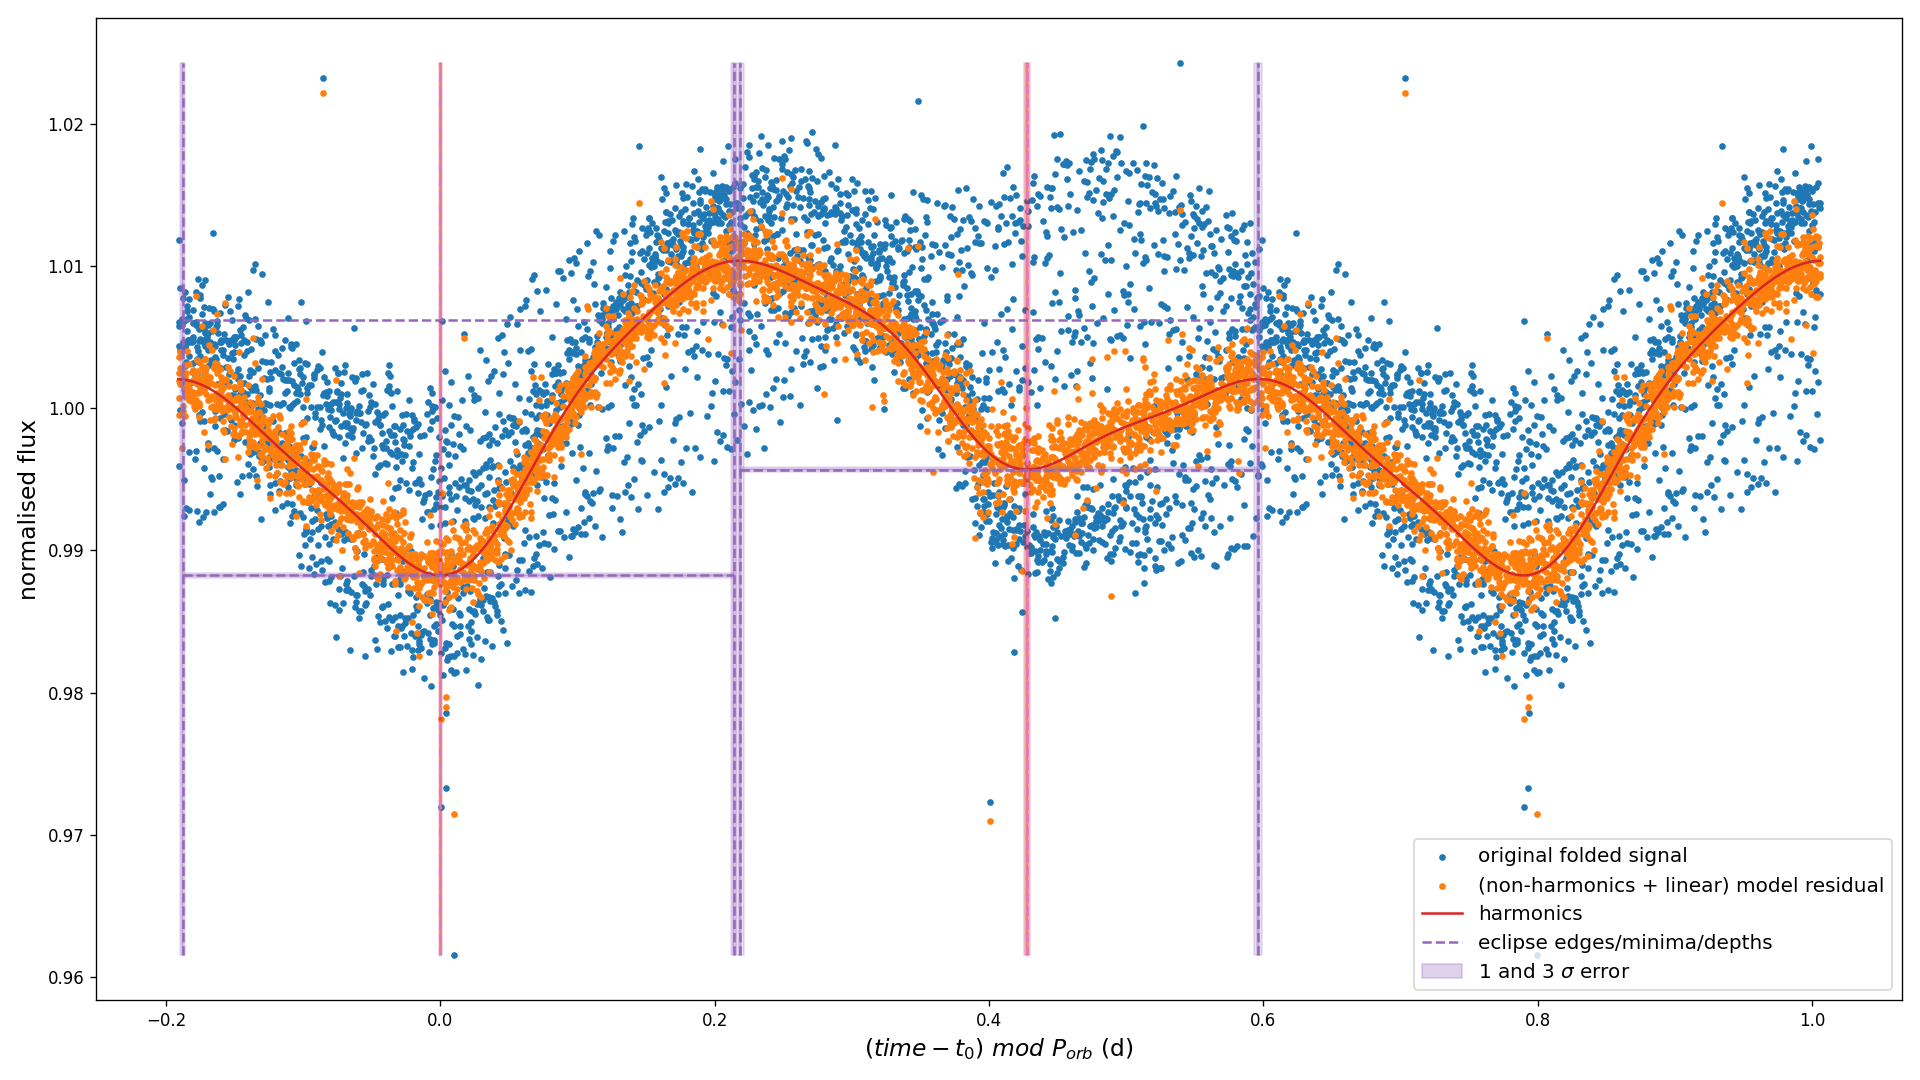 normalised flux
1.02
1.01
1.00
0.99
0.98
0.97
0.96
−0.2
0.0
0.2
0.4
0.6
0.8
1.0
(time − t₀) mod P_orb (d)
original folded signal
(non-harmonics + linear) model residual
harmonics
eclipse edges/minima/depths
1 and 3 σ error